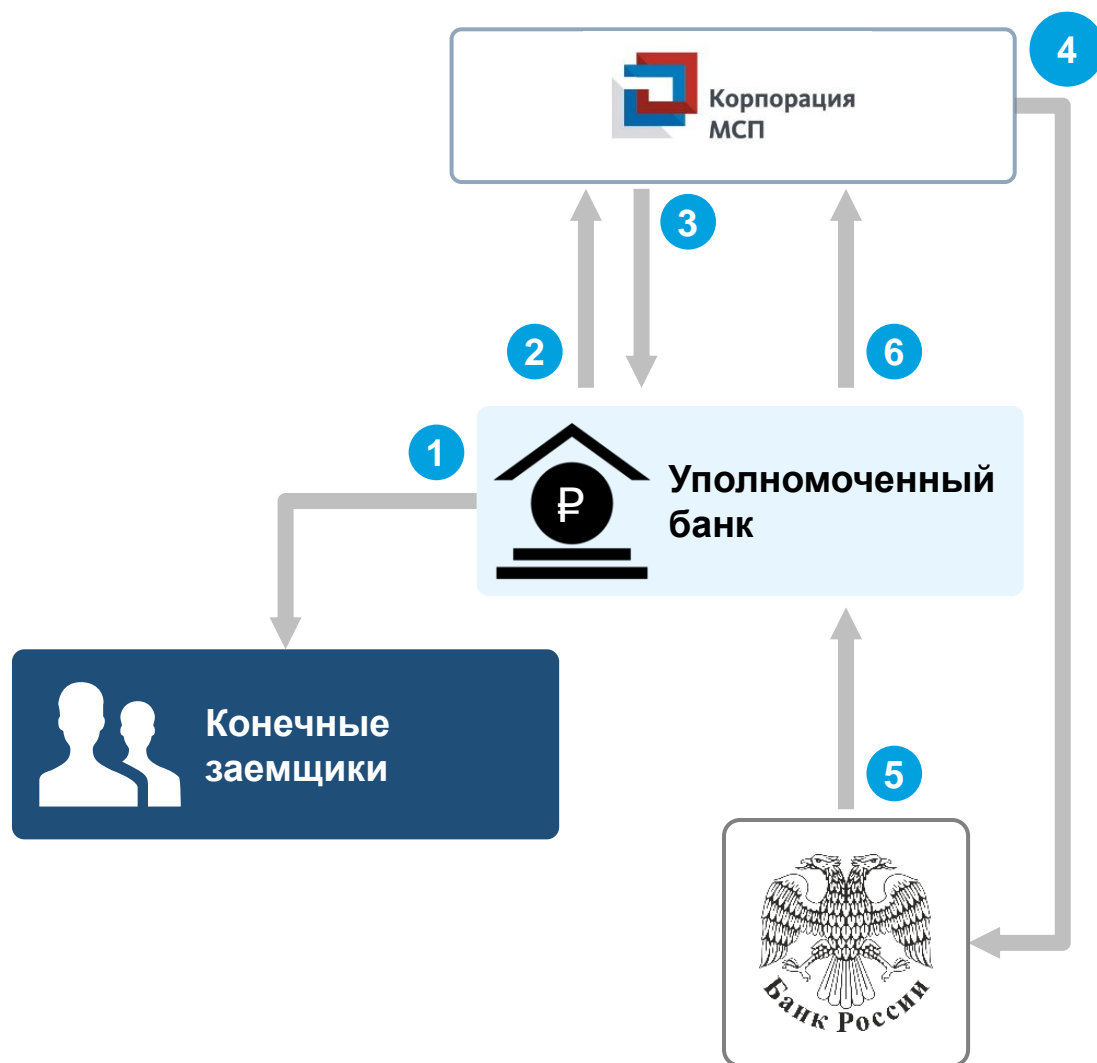 4
Корпорация
МСП
3
2
6
1
₽
Уполномоченный
банк
Конечные
заемщики
5
Банк России